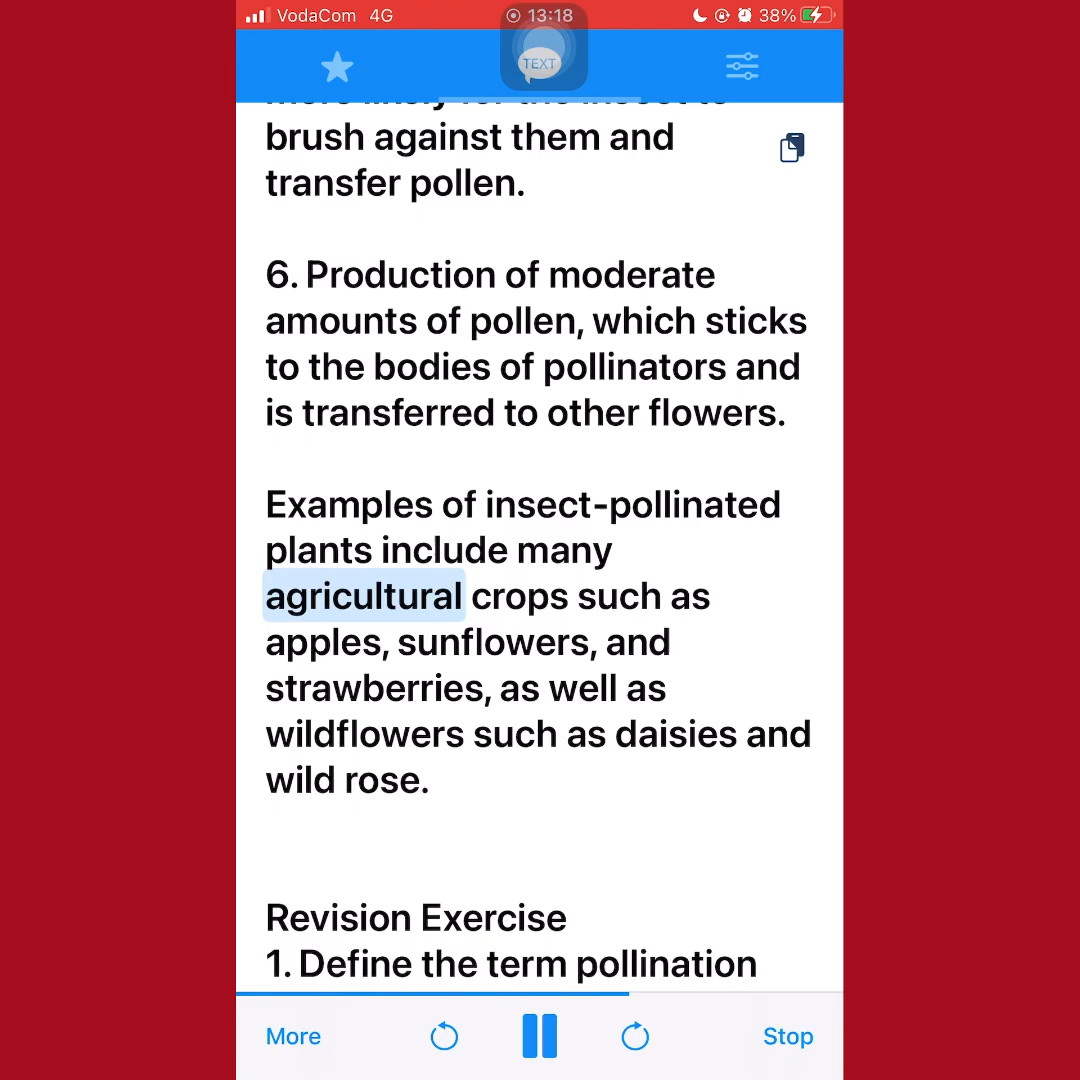 VodaCom 4G 13:18 38%
TEXT
brush against them and
transfer pollen.
6. Production of moderate
amounts of pollen, which sticks
to the bodies of pollinators and
is transferred to other flowers.
Examples of insect-pollinated
plants include many
agricultural crops such as
apples, sunflowers, and
strawberries, as well as
wildflowers such as daisies and
wild rose.
Revision Exercise
1. Define the term pollination
More Stop